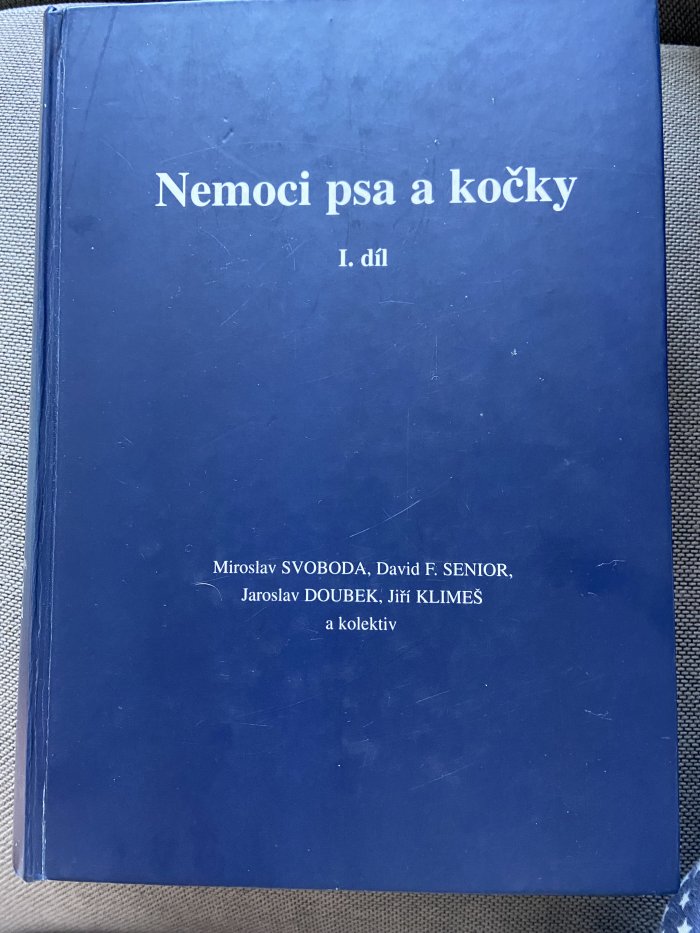 Nemoci psa a kočky
I. díl
Miroslav SVOBODA, David F. SENIOR,
Jaroslav DOUBEK, Jiří KLIMEŠ
a kolektiv